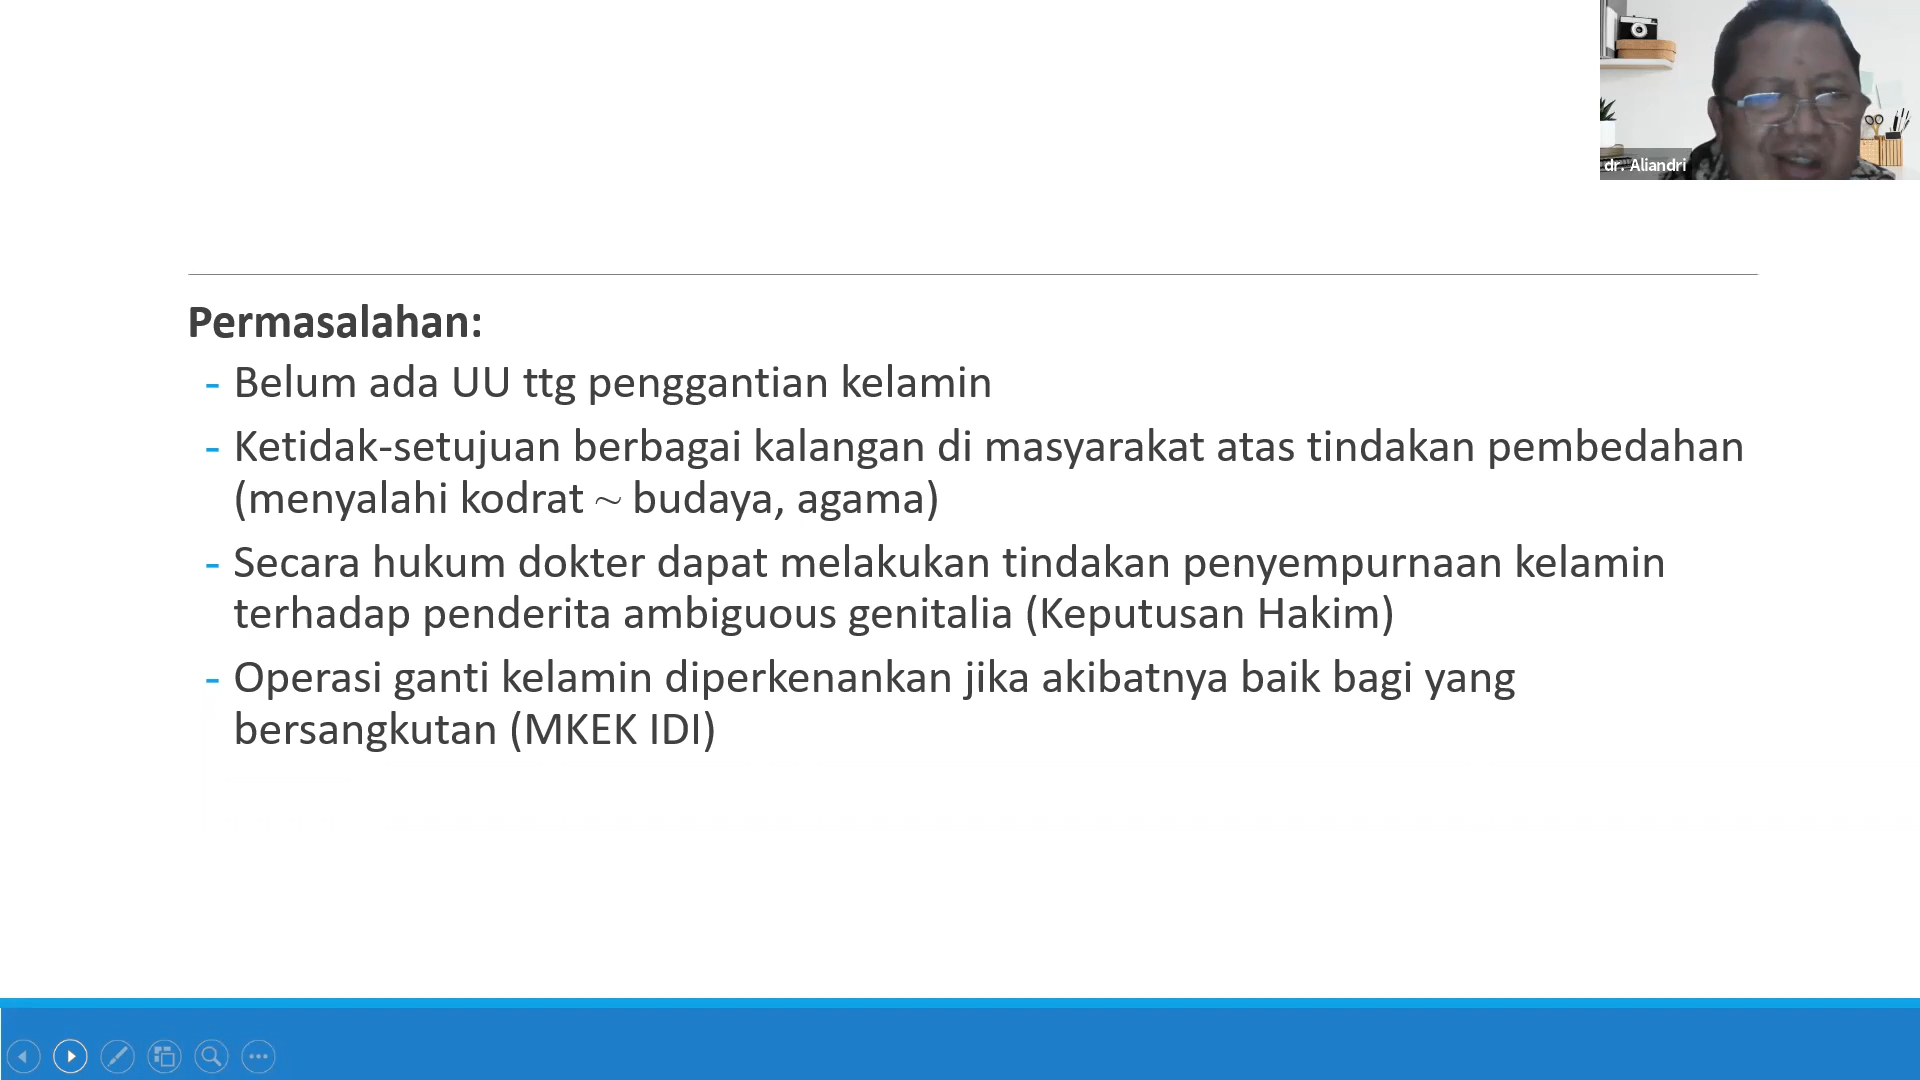 dr. Aliandri
Permasalahan:
- Belum ada UU ttg penggantian kelamin
- Ketidak-setujuan berbagai kalangan di masyarakat atas tindakan pembedahan
(menyalahi kodrat ~ budaya, agama)
- Secara hukum dokter dapat melakukan tindakan penyempurnaan kelamin
terhadap penderita ambiguous genitalia (Keputusan Hakim)
- Operasi ganti kelamin diperkenankan jika akibatnya baik bagi yang
bersangkutan (MKEK IDI)